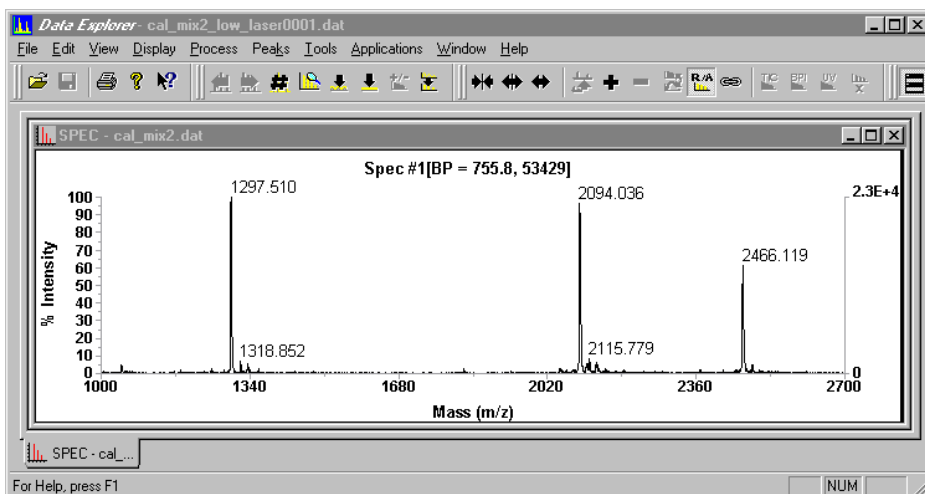 Data Explorer - cal_mix2_low_laser0001.dat
File Edit View Display Process Peaks Tools Applications Window Help
+/- R/A TIC BPI UV
SPEC - cal_mix2.dat
Spec #1[BP = 755.8, 53429]
1297.510
2094.036
2.3E+4
2466.119
1318.852
2115.779
% Intensity
100
90
80
70
60
50
40
30
20
10
0
0
1000 1340 1680 2020 2360 2700
Mass (m/z)
SPEC - cal_...
For Help, press F1 NUM